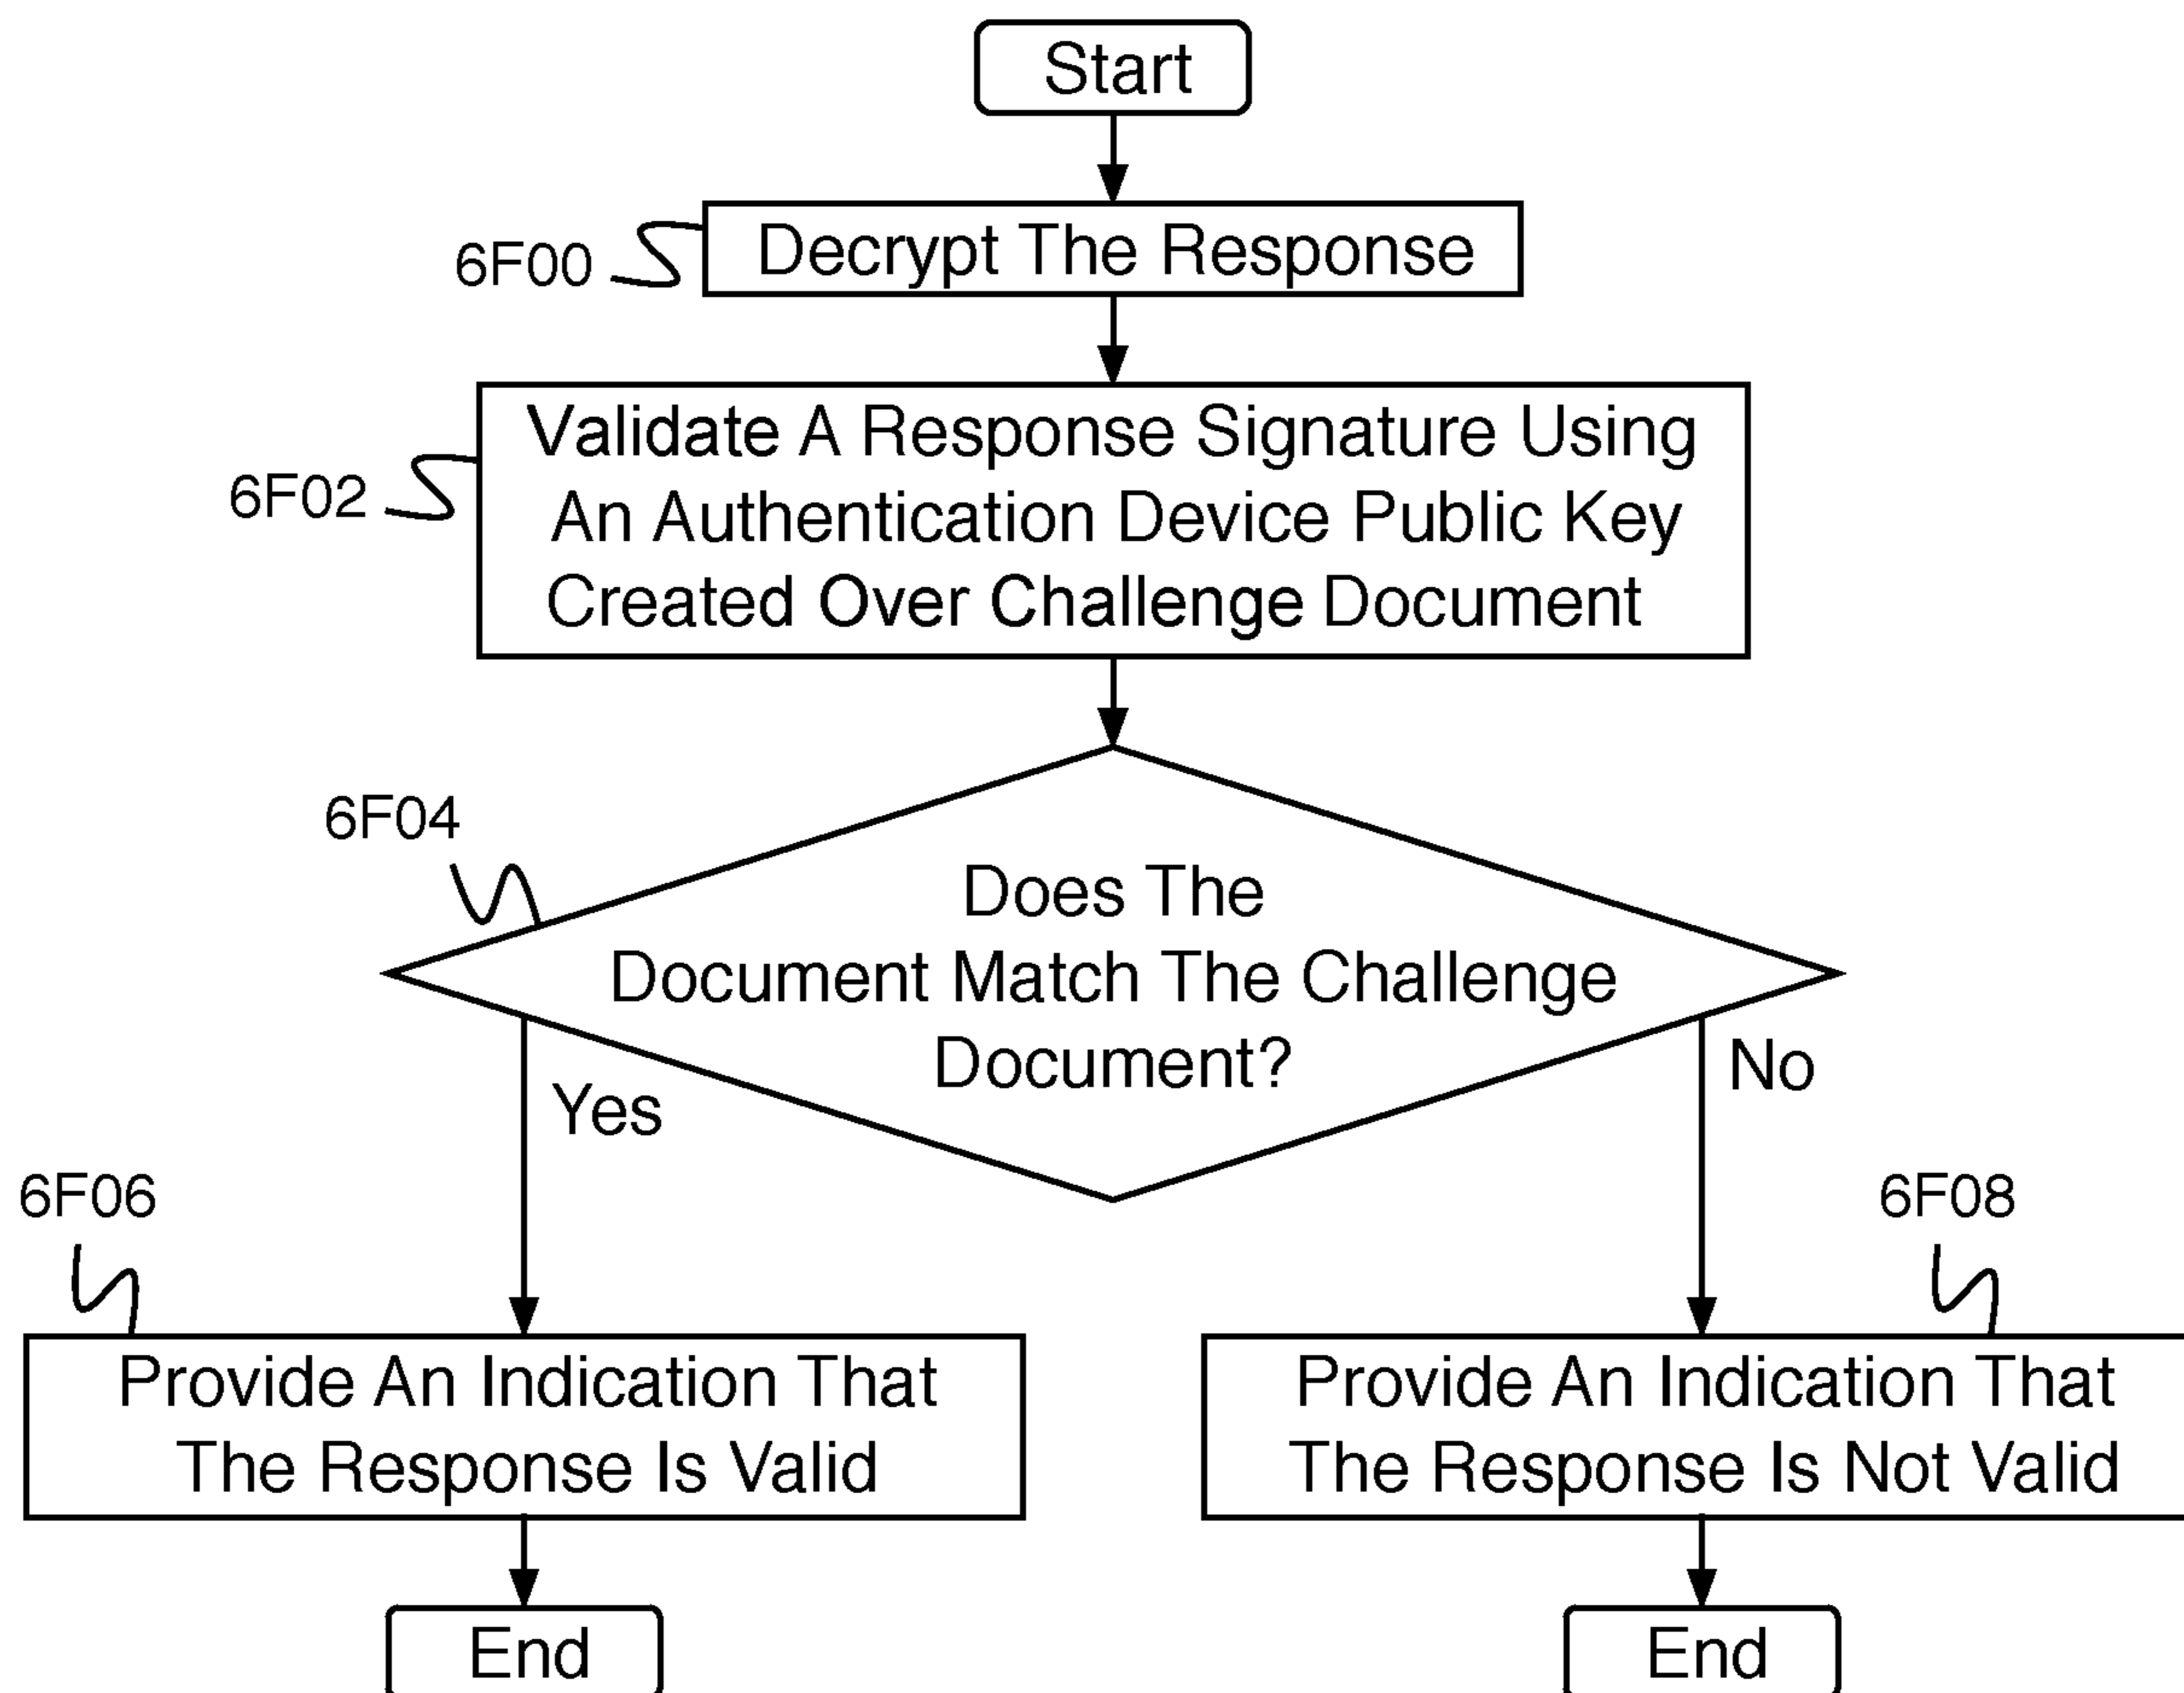 Start
6F00
Decrypt The Response
6F02
Validate A Response Signature Using
An Authentication Device Public Key
Created Over Challenge Document
6F04
Does The
Document Match The Challenge
Document?
Yes
No
6F06
6F08
Provide An Indication That
The Response Is Valid
Provide An Indication That
The Response Is Not Valid
End
End